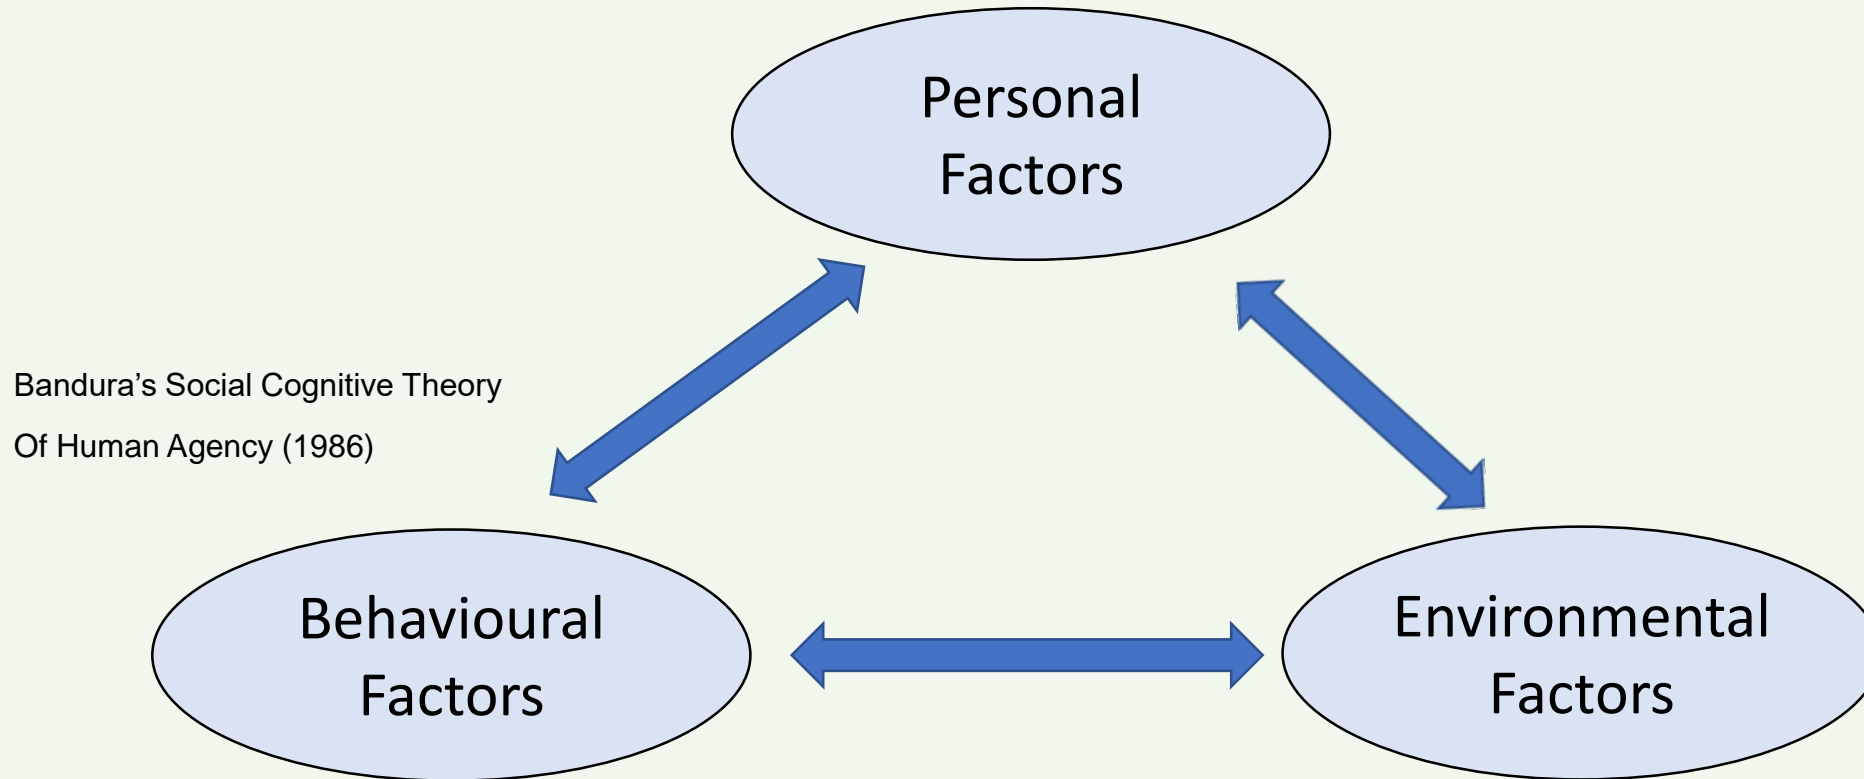 Personal
Factors
Bandura’s Social Cognitive Theory
Of Human Agency (1986)
Behavioural
Factors
Environmental
Factors